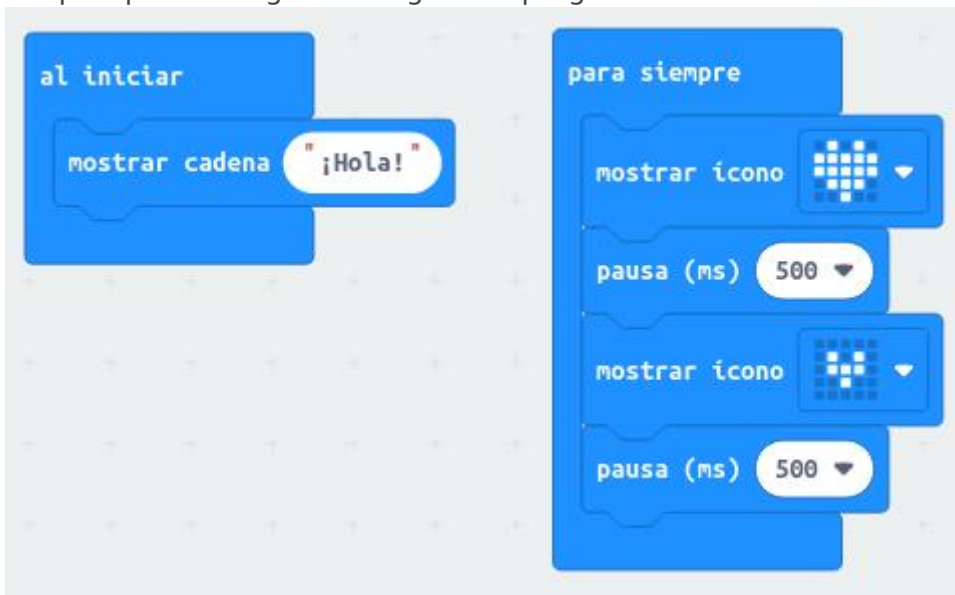 al iniciar
mostrar cadena "¡Hola!"
para siempre
mostrar ícono
pausa (ms) 500
mostrar ícono
pausa (ms) 500